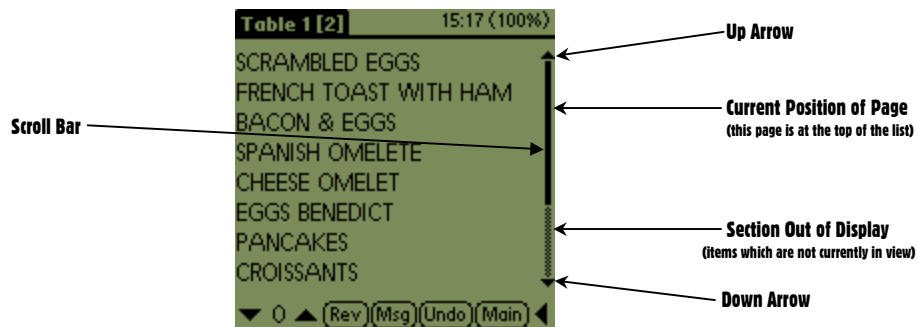 Table 1 [2] 15:17 (100%)
SCRAMBLED EGGS
FRENCH TOAST WITH HAM
BACON & EGGS
SPANISH OMELETE
CHEESE OMELET
EGGS BENEDICT
PANCAKES
CROISSANTS
0 Rev Msg Undo Main
Scroll Bar
Up Arrow
Current Position of Page
(this page is at the top of the list)
Section Out of Display
(items which are not currently in view)
Down Arrow